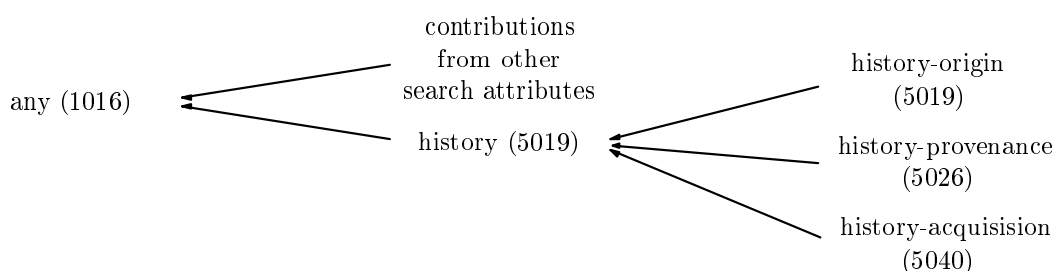 any (1016)
contributions
from other
search attributes
history (5019)
history-origin
(5019)
history-provenance
(5026)
history-acquisision
(5040)